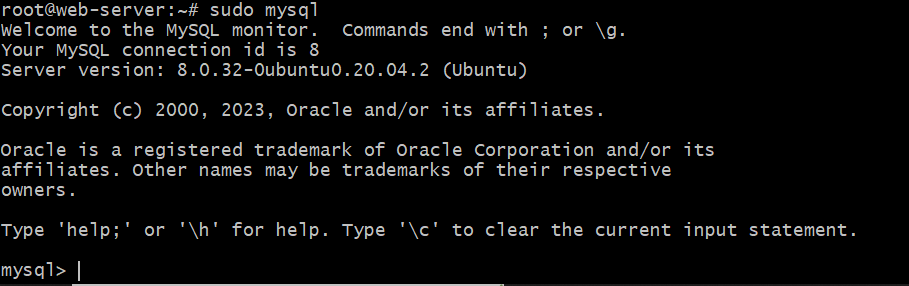 root@web-server:~# sudo mysql
Welcome to the MySQL monitor.  Commands end with ; or \g.
Your MySQL connection id is 8
Server version: 8.0.32-0ubuntu0.20.04.2 (Ubuntu)
Copyright (c) 2000, 2023, Oracle and/or its affiliates.
Oracle is a registered trademark of Oracle Corporation and/or its
affiliates. Other names may be trademarks of their respective
owners.
Type 'help;' or '\h' for help. Type '\c' to clear the current input statement.
mysql>